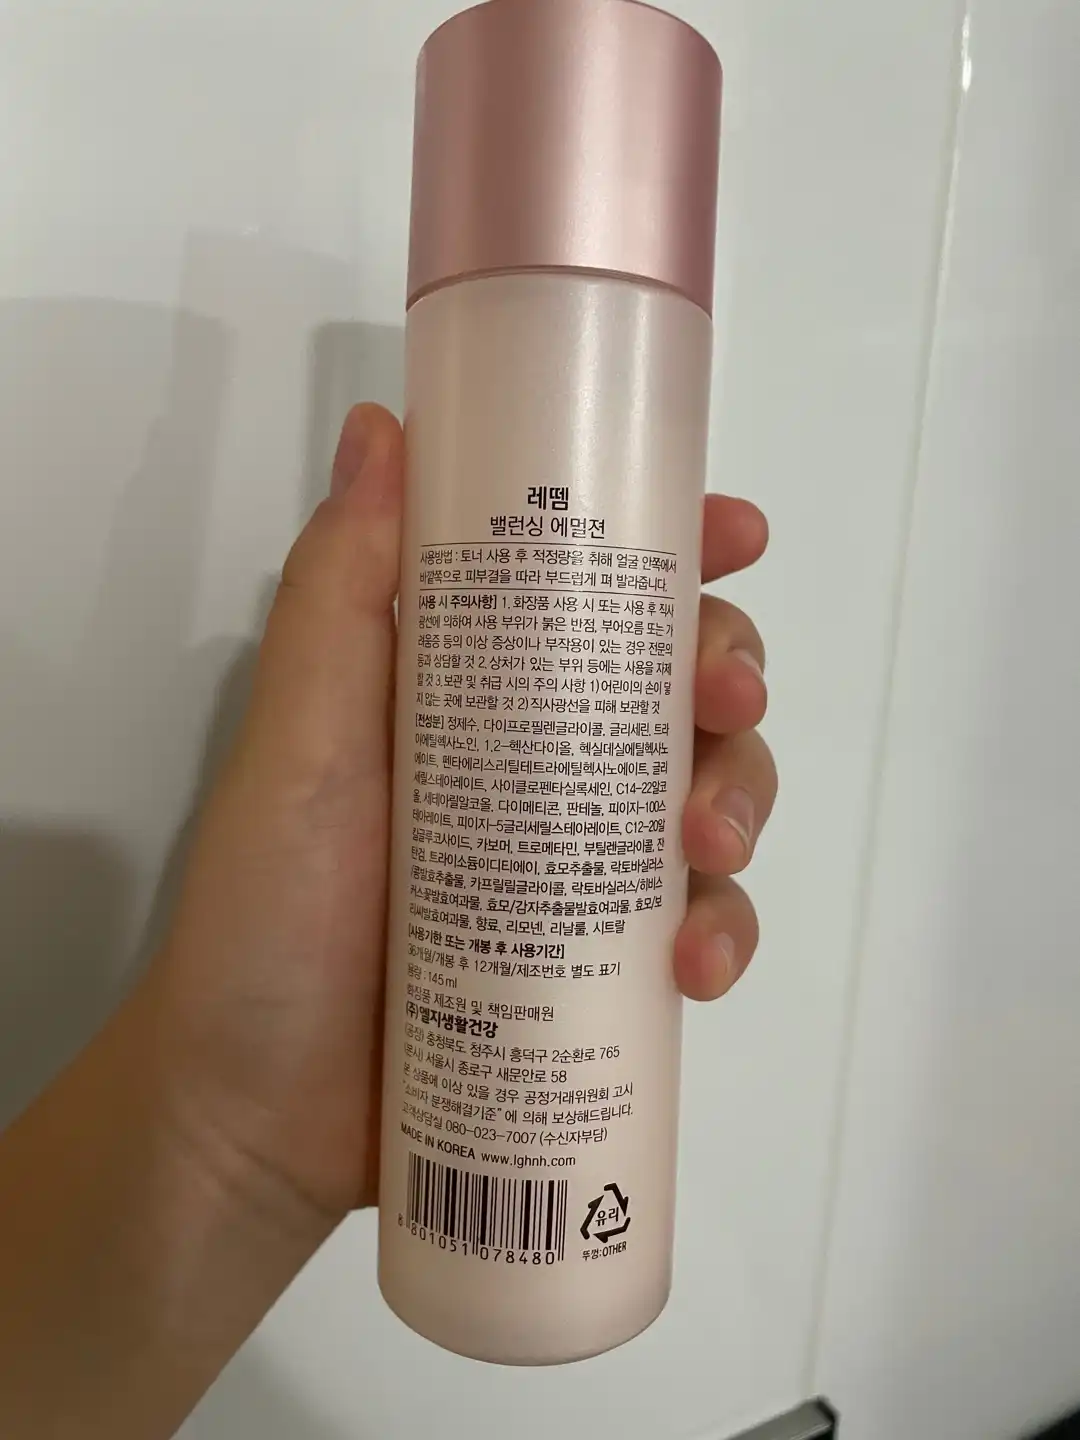 레뗌
밸런싱 에멀젼
사용방법 : 토너 사용 후 적정량을 취해 얼굴 안쪽에서
바깥쪽으로 피부결을 따라 부드럽게 펴 발라줍니다.
[사용 시 주의사항] 1. 화장품 사용 시 또는 사용 후 직사
광선에 의하여 사용 부위가 붉은 반점, 부어오름 또는 가
려움증 등의 이상 증상이나 부작용이 있는 경우 전문의
등과 상담할 것 2. 상처가 있는 부위 등에는 사용을 자제
할 것 3. 보관 및 취급 시의 주의 사항 1) 어린이의 손이 닿
지 않는 곳에 보관할 것 2) 직사광선을 피해 보관할 것
[전성분] 정제수, 다이프로필렌글라이콜, 글리세린, 트라
이에틸헥사노인, 1,2-헥산다이올, 헥실데실에틸헥사노
에이트, 펜타에리스리틸테트라에틸헥사노에이트, 글리
세릴스테아레이트, 사이클로펜타실록세인, C14-22알코
올, 세테아릴알코올, 다이메티콘, 판테놀, 피이지-100스
테아레이트, 피이지-5글리세릴스테아레이트, C12-20알
킬글루코사이드, 카보머, 트로메타민, 부틸렌글라이콜, 잔
탄검, 트라이소듐이디티에이, 효모추출물, 락토바실러스
/콩발효추출물, 카프릴릴글라이콜, 락토바실러스/히비스
커스꽃발효여과물, 효모/감자추출물발효여과물, 효모/보
리씨발효여과물, 향료, 리모넨, 리날룰, 시트랄
[사용기한 또는 개봉 후 사용기간]
36개월/개봉 후 12개월/제조번호 별도 표기
용량 : 145 ml
화장품 제조원 및 책임판매원
(주)엘지생활건강
(공장) 충청북도 청주시 흥덕구 2순환로 765
(본사) 서울시 종로구 새문안로 58
본 상품에 이상 있을 경우 공정거래위원회 고시
"소비자 분쟁해결기준" 에 의해 보상해드립니다.
고객상담실 080-023-7007 (수신자부담)
MADE IN KOREA www.lghnh.com
8 801051 078480
유리
뚜껑:OTHER